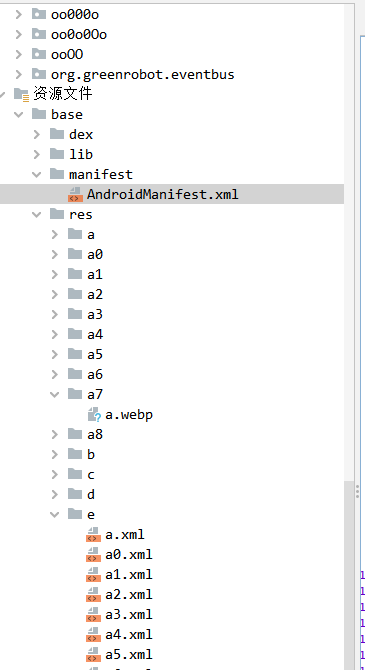 oo000o
oo0o0Oo
ooOO
org.greenrobot.eventbus
资源文件
base
dex
lib
manifest
AndroidManifest.xml
res
a
a0
a1
a2
a3
a4
a5
a6
a7
a.webp
a8
b
c
d
e
a.xml
a0.xml
a1.xml
a2.xml
a3.xml
a4.xml
a5.xml